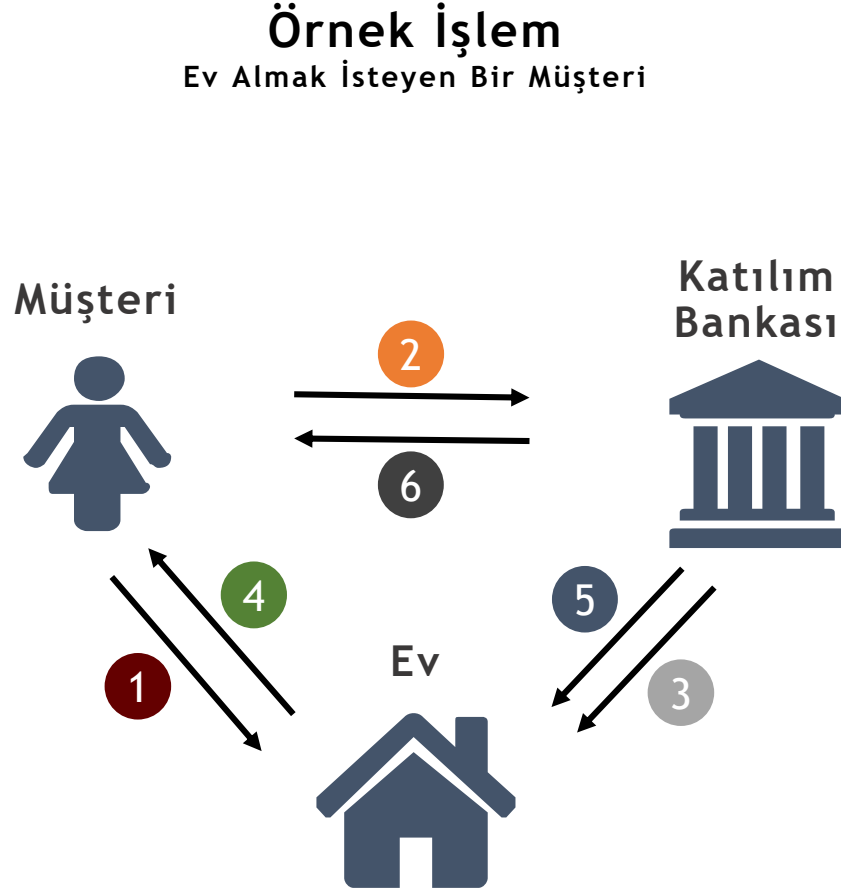 Örnek İşlem
Ev Almak İsteyen Bir Müşteri
Müşteri
Katılım
Bankası
2
6
4
5
1
3
Ev